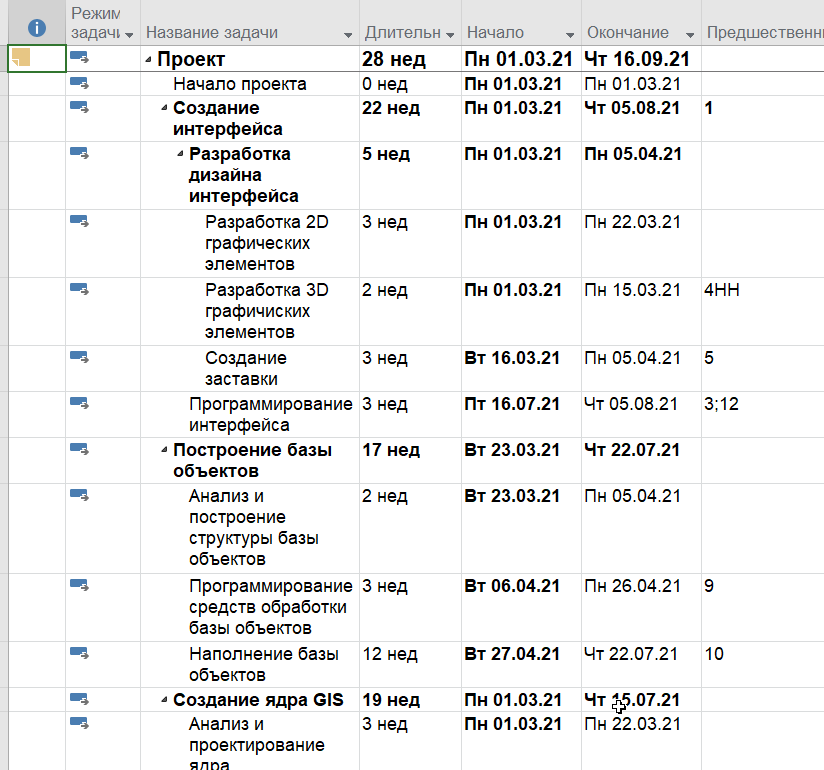 Режим
задачи Название задачи Длительн Начало Окончание Предшественни
Проект 28 нед Пн 01.03.21 Чт 16.09.21
Начало проекта 0 нед Пн 01.03.21 Пн 01.03.21
Создание 22 нед Пн 01.03.21 Чт 05.08.21 1
интерфейса
Разработка 5 нед Пн 01.03.21 Пн 05.04.21
дизайна
интерфейса
Разработка 2D 3 нед Пн 01.03.21 Пн 22.03.21
графических
элементов
Разработка 3D 2 нед Пн 01.03.21 Пн 15.03.21 4НН
графичиских
элементов
Создание 3 нед Вт 16.03.21 Пн 05.04.21 5
заставки
Программирование 3 нед Пт 16.07.21 Чт 05.08.21 3;12
интерфейса
Построение базы 17 нед Вт 23.03.21 Чт 22.07.21
объектов
Анализ и 2 нед Вт 23.03.21 Пн 05.04.21
построение
структуры базы
объектов
Программирование 3 нед Вт 06.04.21 Пн 26.04.21 9
средств обработки
базы объектов
Наполнение базы 12 нед Вт 27.04.21 Чт 22.07.21 10
объектов
Создание ядра GIS 19 нед Пн 01.03.21 Чт 15.07.21
Анализ и 3 нед Пн 01.03.21 Пн 22.03.21
проектирование
ядра